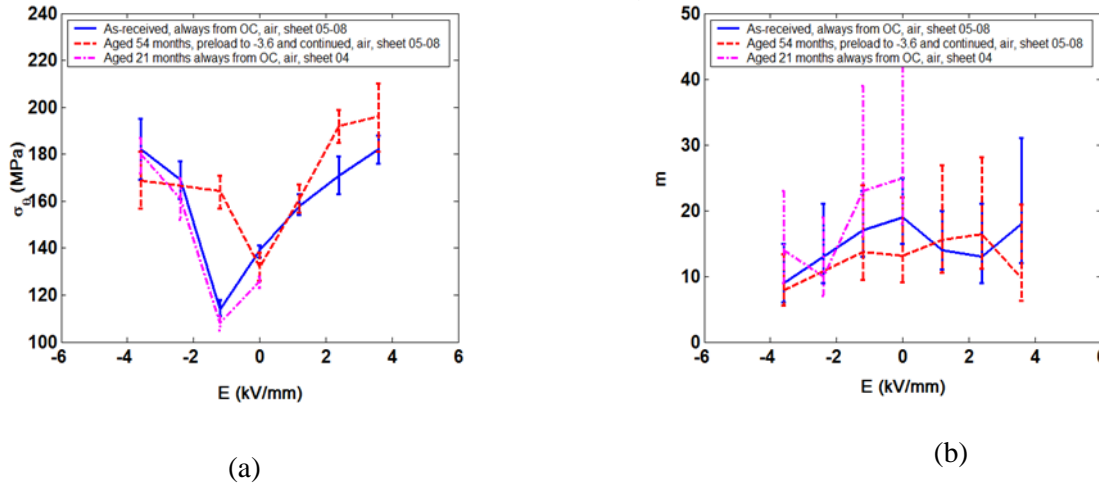 240
220
200
180
160
140
120
100
σθ (MPa)
As-received, always from OC, air, sheet 05-08
Aged 54 months, preload to -3.6 and continued, air, sheet 05-08
Aged 21 months always from OC, air, sheet 04
-6 -4 -2 0 2 4 6
E (kV/mm)
(a)
50
40
30
20
10
0
m
As-received, always from OC, air, sheet 05-08
Aged 54 months, preload to -3.6 and continued, air, sheet 05-08
Aged 21 months always from OC, air, sheet 04
-6 -4 -2 0 2 4 6
E (kV/mm)
(b)